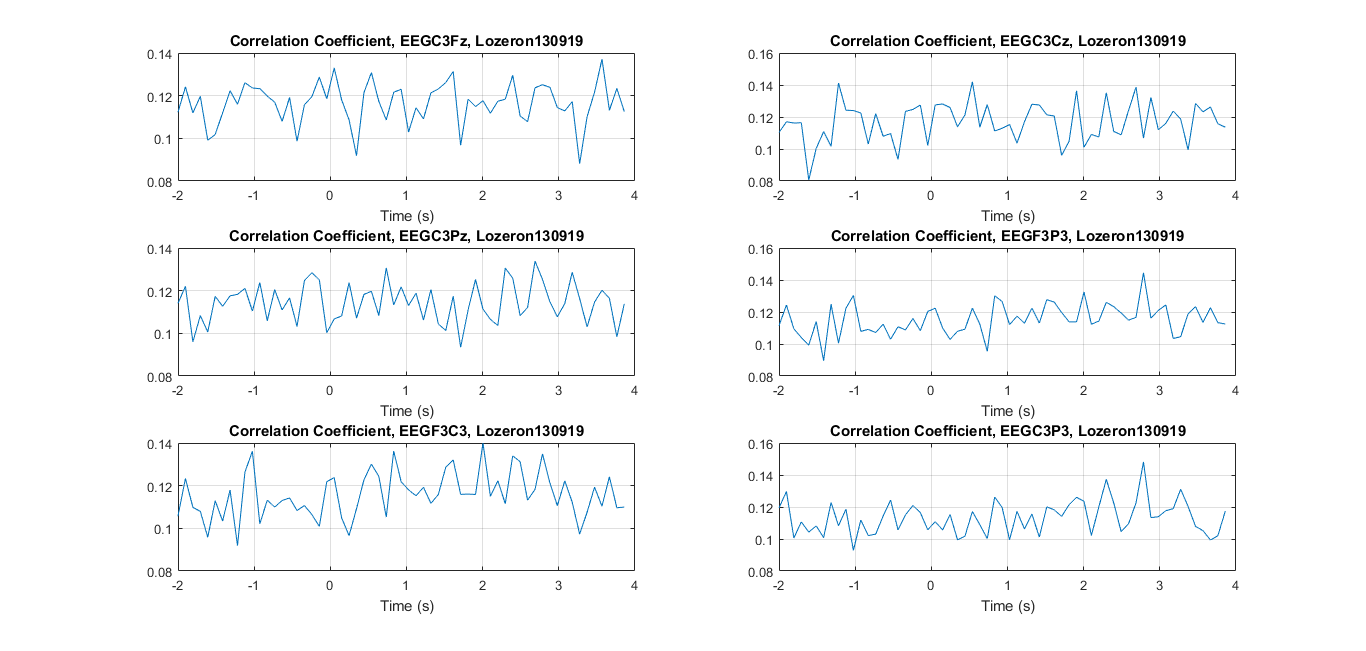 Correlation Coefficient, EEGC3Fz, Lozeron130919
0.14
0.12
0.1
0.08
-2 -1 0 1 2 3 4
Time (s)
Correlation Coefficient, EEGC3Cz, Lozeron130919
0.16
0.14
0.12
0.1
0.08
-2 -1 0 1 2 3 4
Time (s)
Correlation Coefficient, EEGC3Pz, Lozeron130919
0.14
0.12
0.1
0.08
-2 -1 0 1 2 3 4
Time (s)
Correlation Coefficient, EEGF3P3, Lozeron130919
0.16
0.14
0.12
0.1
0.08
-2 -1 0 1 2 3 4
Time (s)
Correlation Coefficient, EEGF3C3, Lozeron130919
0.14
0.12
0.1
0.08
-2 -1 0 1 2 3 4
Time (s)
Correlation Coefficient, EEGC3P3, Lozeron130919
0.16
0.14
0.12
0.1
0.08
-2 -1 0 1 2 3 4
Time (s)